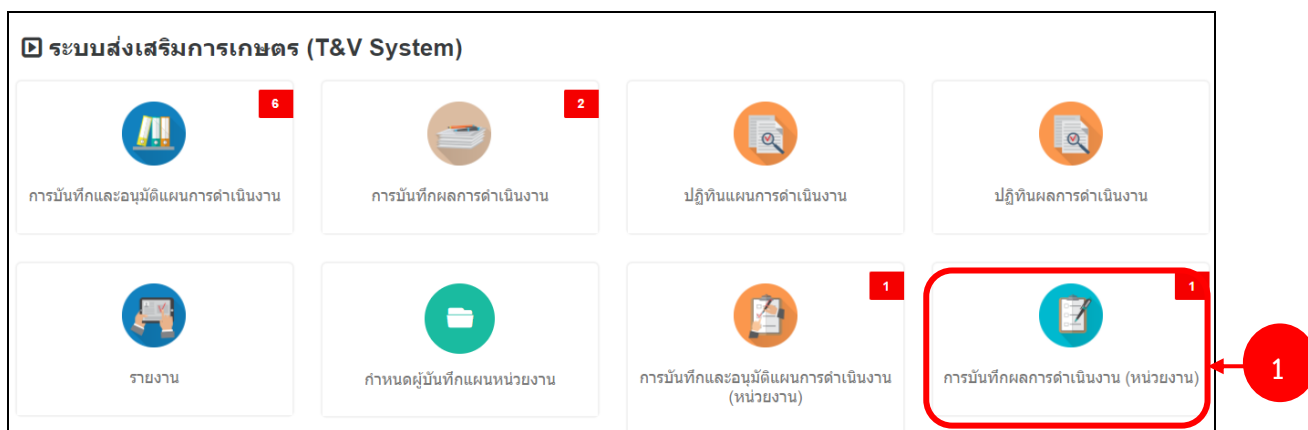 ระบบส่งเสริมการเกษตร (T&V System)
6
2
การบันทึกและอนุมัติแผนการดำเนินงาน
การบันทึกผลการดำเนินงาน
ปฏิทินแผนการดำเนินงาน
ปฏิทินผลการดำเนินงาน
1
1
รายงาน
กำหนดผู้บันทึกแผนหน่วยงาน
การบันทึกและอนุมัติแผนการดำเนินงาน
(หน่วยงาน)
การบันทึกผลการดำเนินงาน (หน่วยงาน)
1